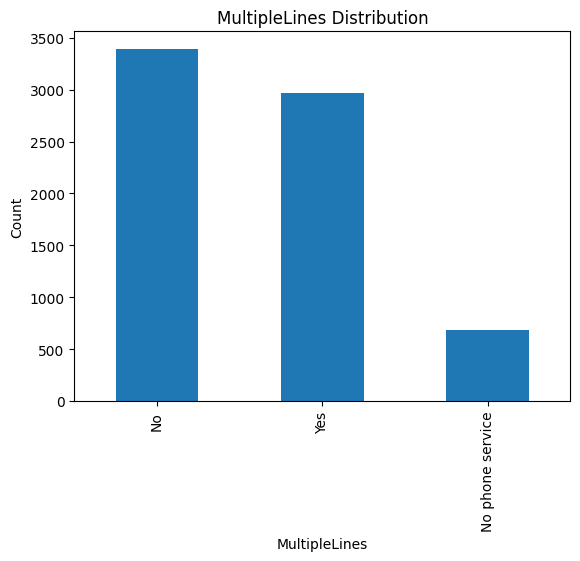 MultipleLines Distribution
3500
3000
2500
2000
1500
1000
500
0
Count
No
Yes
No phone service
MultipleLines